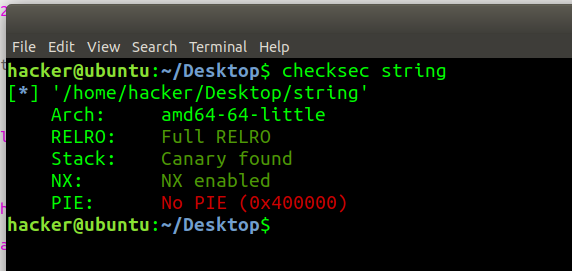 File Edit View Search Terminal Help
hacker@ubuntu:~/Desktop$ checksec string
[*] '/home/hacker/Desktop/string'
Arch: amd64-64-little
RELRO: Full RELRO
Stack: Canary found
NX: NX enabled
PIE: No PIE (0x400000)
hacker@ubuntu:~/Desktop$